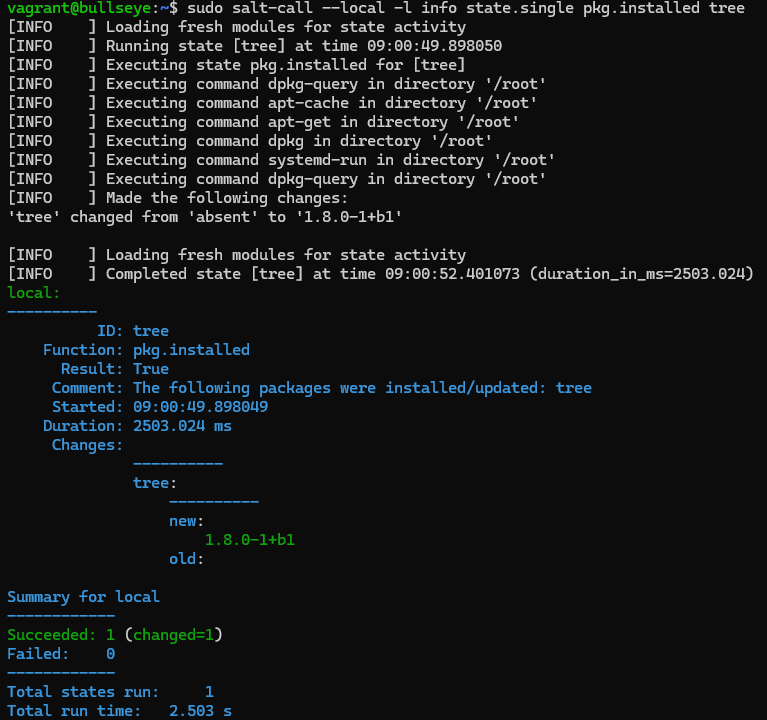 vagrant@bullseye:~$ sudo salt-call --local -l info state.single pkg.installed tree
[INFO    ] Loading fresh modules for state activity
[INFO    ] Running state [tree] at time 09:00:49.898050
[INFO    ] Executing state pkg.installed for [tree]
[INFO    ] Executing command dpkg-query in directory '/root'
[INFO    ] Executing command apt-cache in directory '/root'
[INFO    ] Executing command apt-get in directory '/root'
[INFO    ] Executing command dpkg in directory '/root'
[INFO    ] Executing command systemd-run in directory '/root'
[INFO    ] Executing command dpkg-query in directory '/root'
[INFO    ] Made the following changes:
'tree' changed from 'absent' to '1.8.0-1+b1'

[INFO    ] Loading fresh modules for state activity
[INFO    ] Completed state [tree] at time 09:00:52.401073 (duration_in_ms=2503.024)
local:
----------
          ID: tree
    Function: pkg.installed
      Result: True
     Comment: The following packages were installed/updated: tree
     Started: 09:00:49.898049
    Duration: 2503.024 ms
     Changes:
              ----------
              tree:
                  ----------
                  new:
                      1.8.0-1+b1
                  old:

Summary for local
------------
Succeeded: 1 (changed=1)
Failed:    0
------------
Total states run:     1
Total run time:   2.503 s